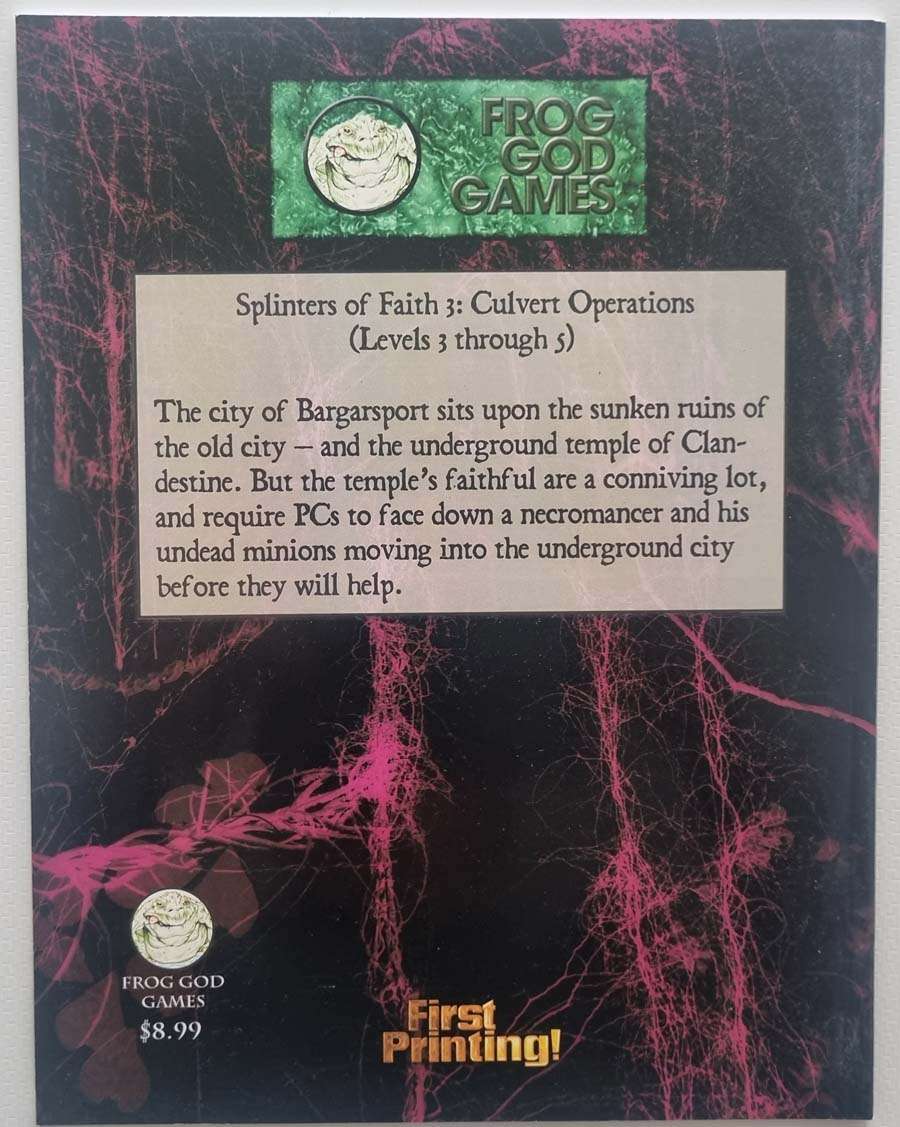 FROG
GOD
GAMES
Splinters of Faith 3: Culvert Operations
(Levels 3 through 5)
The city of Bargarsport sits upon the sunken ruins of
the old city – and the underground temple of Clan-
destine. But the temple's faithful are a conniving lot,
and require PCs to face down a necromancer and his
undead minions moving into the underground city
before they will help.
FROG GOD
GAMES
$8.99
First
Printing!